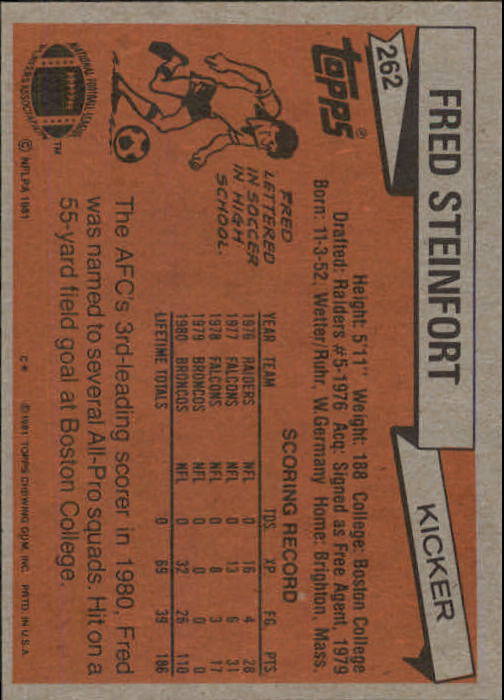 262
FRED STEINFORT
KICKER
TOPPS®
Height: 5'11" Weight: 188 College: Boston College
Drafted: Raiders #5-1976 Acq: Signed as Free Agent, 1979
Born: 11-3-52, Wetter/Ruhr, W. Germany Home: Brighton, Mass.
FRED
LETTERED
IN SOCCER
IN HIGH
SCHOOL.
SCORING RECORD
YEAR TEAM TDS XP FG PTS
1976 RAIDERS NFL 0 16 4 28
1977 FALCONS NFL 0 13 6 31
1978 FALCONS NFL 0 8 3 17
1979 BRONCOS NFL 0 0 0 0
1980 BRONCOS NFL 0 32 26 110
LIFETIME TOTALS 0 69 39 186
The AFC's 3rd-leading scorer in 1980, Fred
was named to several All-Pro squads. Hit on a
55-yard field goal at Boston College.
NATIONAL FOOTBALL LEAGUE
PLAYERS ASSOCIATION
TM
© NFLPA 1981
C* © 1981 TOPPS CHEWING GUM, INC. PRTD. IN U.S.A.